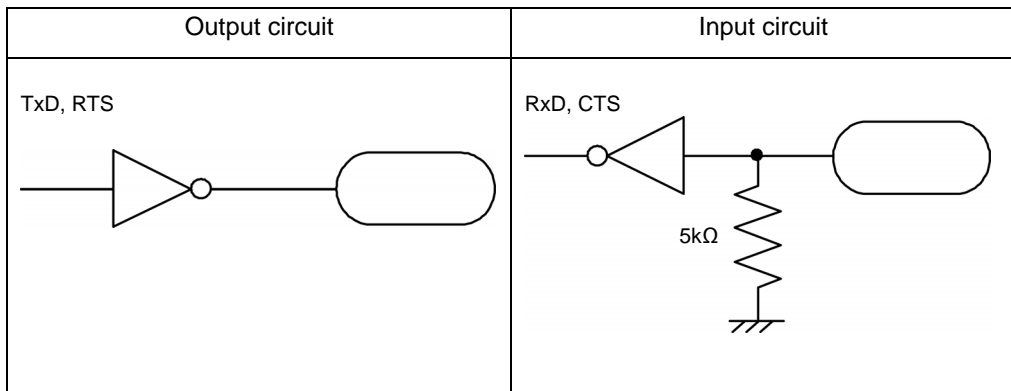 Output circuit
Input circuit
TxD, RTS
RxD, CTS
5kΩ